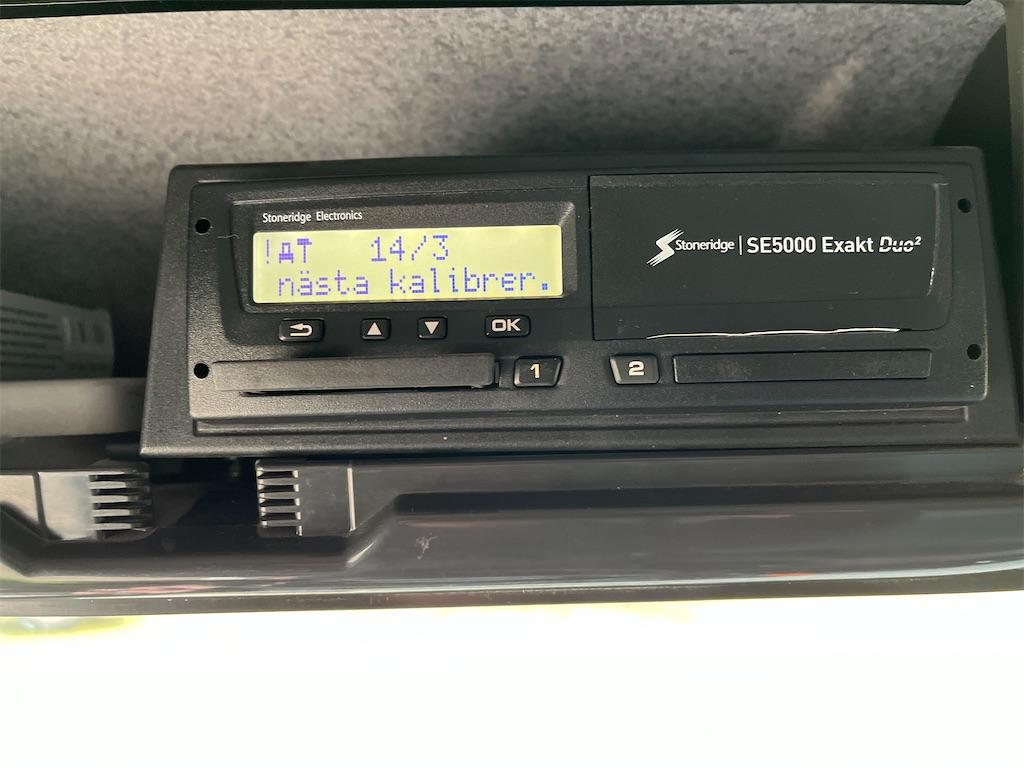 Stoneridge Electronics
! 14/3
nästa kalibrer.
Stoneridge | SE5000 Exakt Duo²
OK
1
2